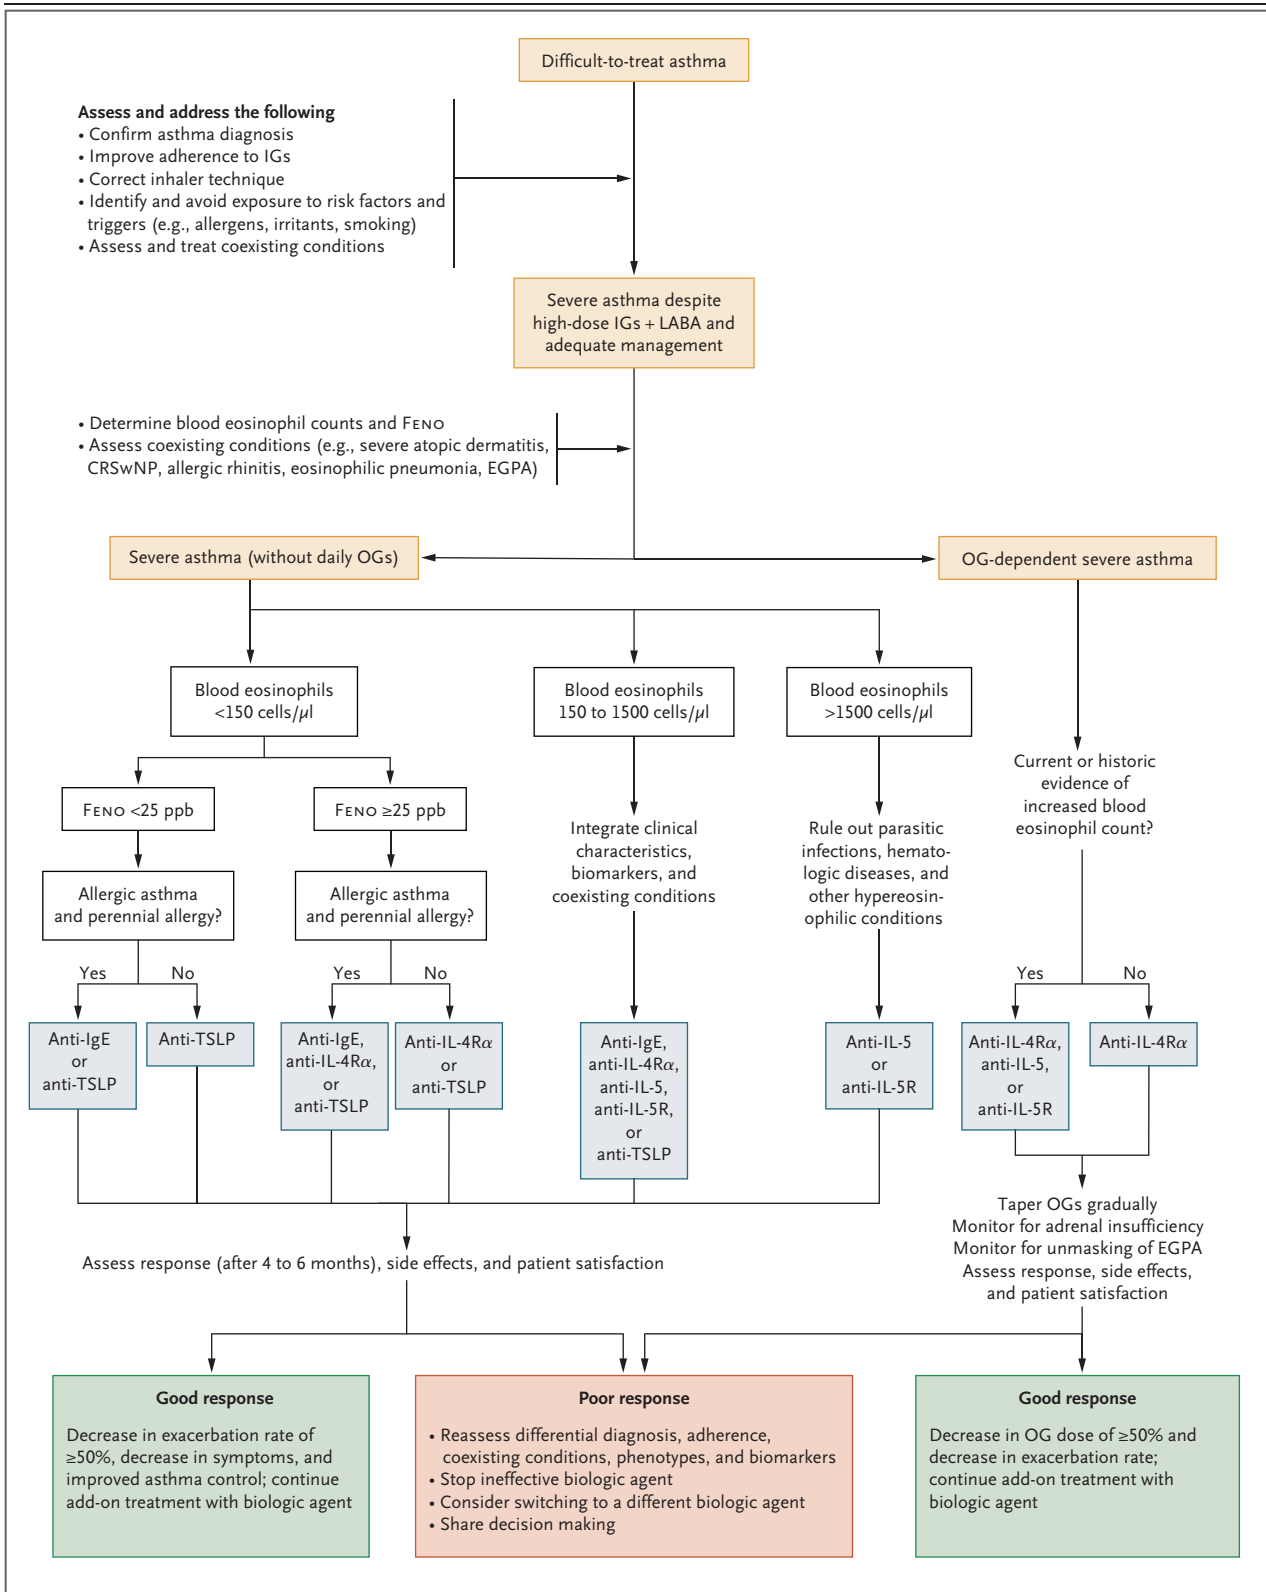 Difficult-to-treat asthma
Assess and address the following
• Confirm asthma diagnosis
• Improve adherence to IGs
• Correct inhaler technique
• Identify and avoid exposure to risk factors and
triggers (e.g., allergens, irritants, smoking)
• Assess and treat coexisting conditions
Severe asthma despite
high-dose IGs + LABA and
adequate management
• Determine blood eosinophil counts and FENO
• Assess coexisting conditions (e.g., severe atopic dermatitis,
CRSwNP, allergic rhinitis, eosinophilic pneumonia, EGPA)
Severe asthma (without daily OGs)
OG-dependent severe asthma
Blood eosinophils
<150 cells/µl
Blood eosinophils
150 to 1500 cells/µl
Blood eosinophils
>1500 cells/µl
Current or historic
evidence of
increased blood
eosinophil count?
FENO <25 ppb
FENO ≥25 ppb
Integrate clinical
characteristics,
biomarkers, and
coexisting conditions
Rule out parasitic
infections, hemato-
logic diseases, and
other hypereosin-
ophilic conditions
Allergic asthma
and perennial allergy?
Allergic asthma
and perennial allergy?
Yes
No
Yes
No
Yes
No
Anti-IgE
or
anti-TSLP
Anti-TSLP
Anti-IgE,
anti-IL-4Rα,
or
anti-TSLP
Anti-IL-4Rα
or
anti-TSLP
Anti-IgE,
anti-IL-4Rα,
anti-IL-5,
anti-IL-5R,
or
anti-TSLP
Anti-IL-5
or
anti-IL-5R
Anti-IL-4Rα,
anti-IL-5,
or
anti-IL-5R
Anti-IL-4Rα
Assess response (after 4 to 6 months), side effects, and patient satisfaction
Taper OGs gradually
Monitor for adrenal insufficiency
Monitor for unmasking of EGPA
Assess response, side effects,
and patient satisfaction
Good response
Decrease in exacerbation rate of
≥50%, decrease in symptoms, and
improved asthma control; continue
add-on treatment with biologic agent
Poor response
• Reassess differential diagnosis, adherence,
coexisting conditions, phenotypes, and biomarkers
• Stop ineffective biologic agent
• Consider switching to a different biologic agent
• Share decision making
Good response
Decrease in OG dose of ≥50% and
decrease in exacerbation rate;
continue add-on treatment with
biologic agent